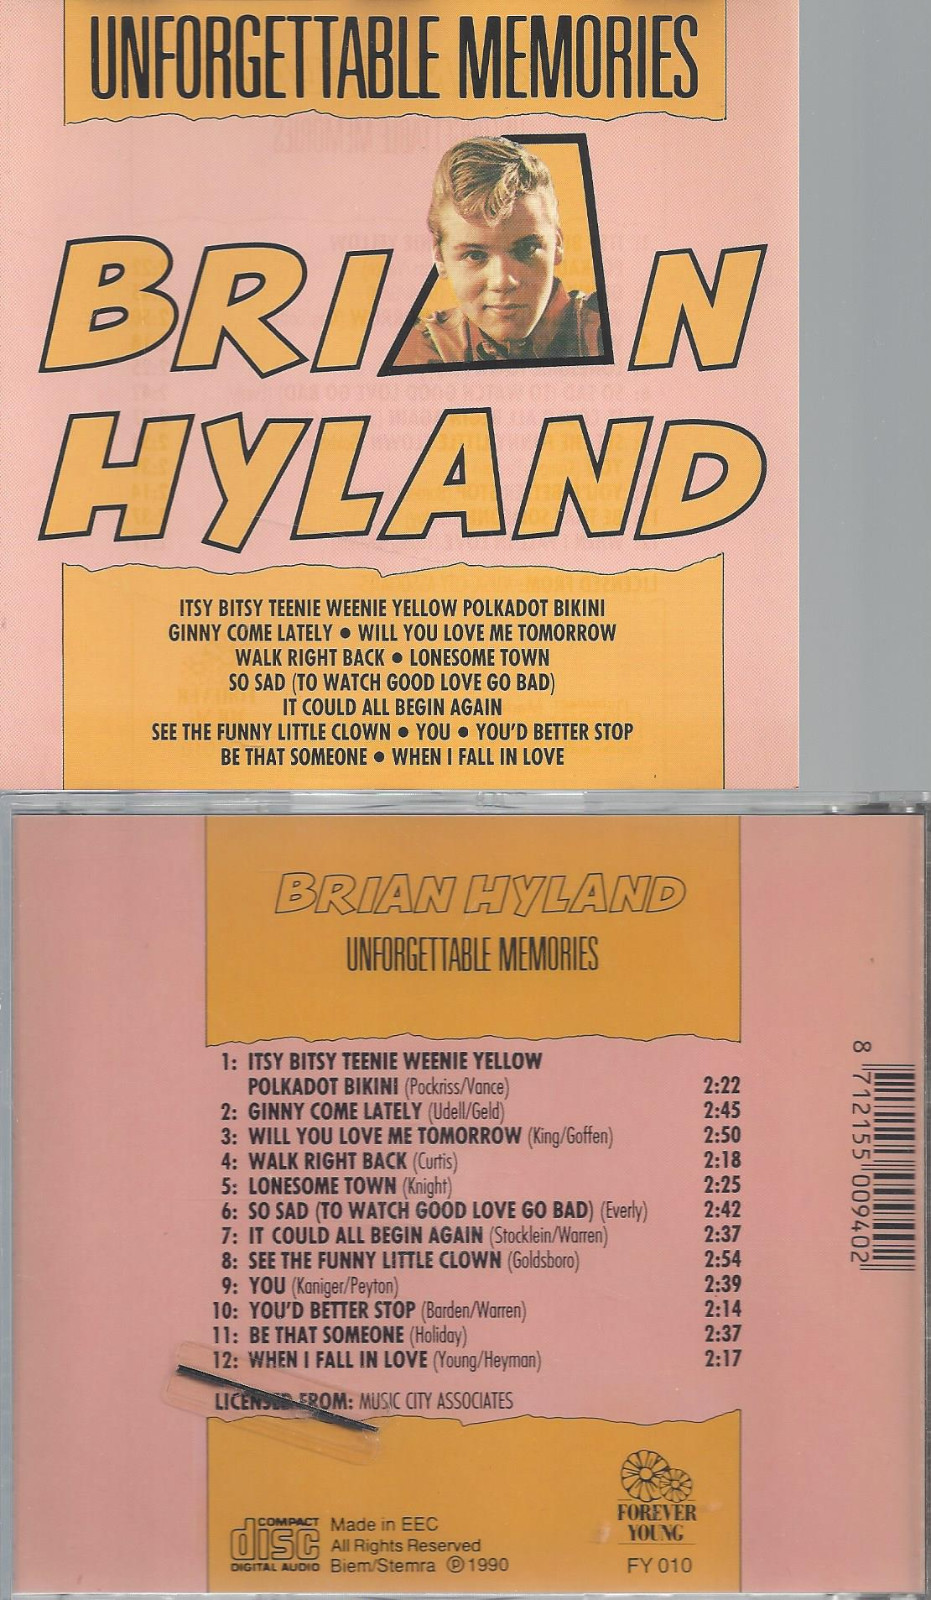 UNFORGETTABLE MEMORIES
BRIAN
HYLAND
ITSY BITSY TEENIE WEENIE YELLOW POLKADOT BIKINI
GINNY COME LATELY • WILL YOU LOVE ME TOMORROW
WALK RIGHT BACK • LONESOME TOWN
SO SAD (TO WATCH GOOD LOVE GO BAD)
IT COULD ALL BEGIN AGAIN
SEE THE FUNNY LITTLE CLOWN • YOU • YOU'D BETTER STOP
BE THAT SOMEONE • WHEN I FALL IN LOVE
BRIAN HYLAND
UNFORGETTABLE MEMORIES
1: ITSY BITSY TEENIE WEENIE YELLOW
POLKADOT BIKINI (Pockriss/Vance) 2:22
2: GINNY COME LATELY (Udell/Geld) 2:45
3: WILL YOU LOVE ME TOMORROW (King/Goffen) 2:50
4: WALK RIGHT BACK (Curtis) 2:18
5: LONESOME TOWN (Knight) 2:25
6: SO SAD (TO WATCH GOOD LOVE GO BAD) (Everly) 2:42
7: IT COULD ALL BEGIN AGAIN (Stocklein/Warren) 2:37
8: SEE THE FUNNY LITTLE CLOWN (Goldsboro) 2:54
9: YOU (Kaniger/Peyton) 2:39
10: YOU'D BETTER STOP (Barden/Warren) 2:14
11: BE THAT SOMEONE (Holiday) 2:37
12: WHEN I FALL IN LOVE (Young/Heyman) 2:17
LICENSED FROM: MUSIC CITY ASSOCIATES
8 712155 009402
COMPACT
disc
DIGITAL AUDIO
Made in EEC
All Rights Reserved
Biem/Stemra ℗ 1990
FOREVER
YOUNG
FY 010